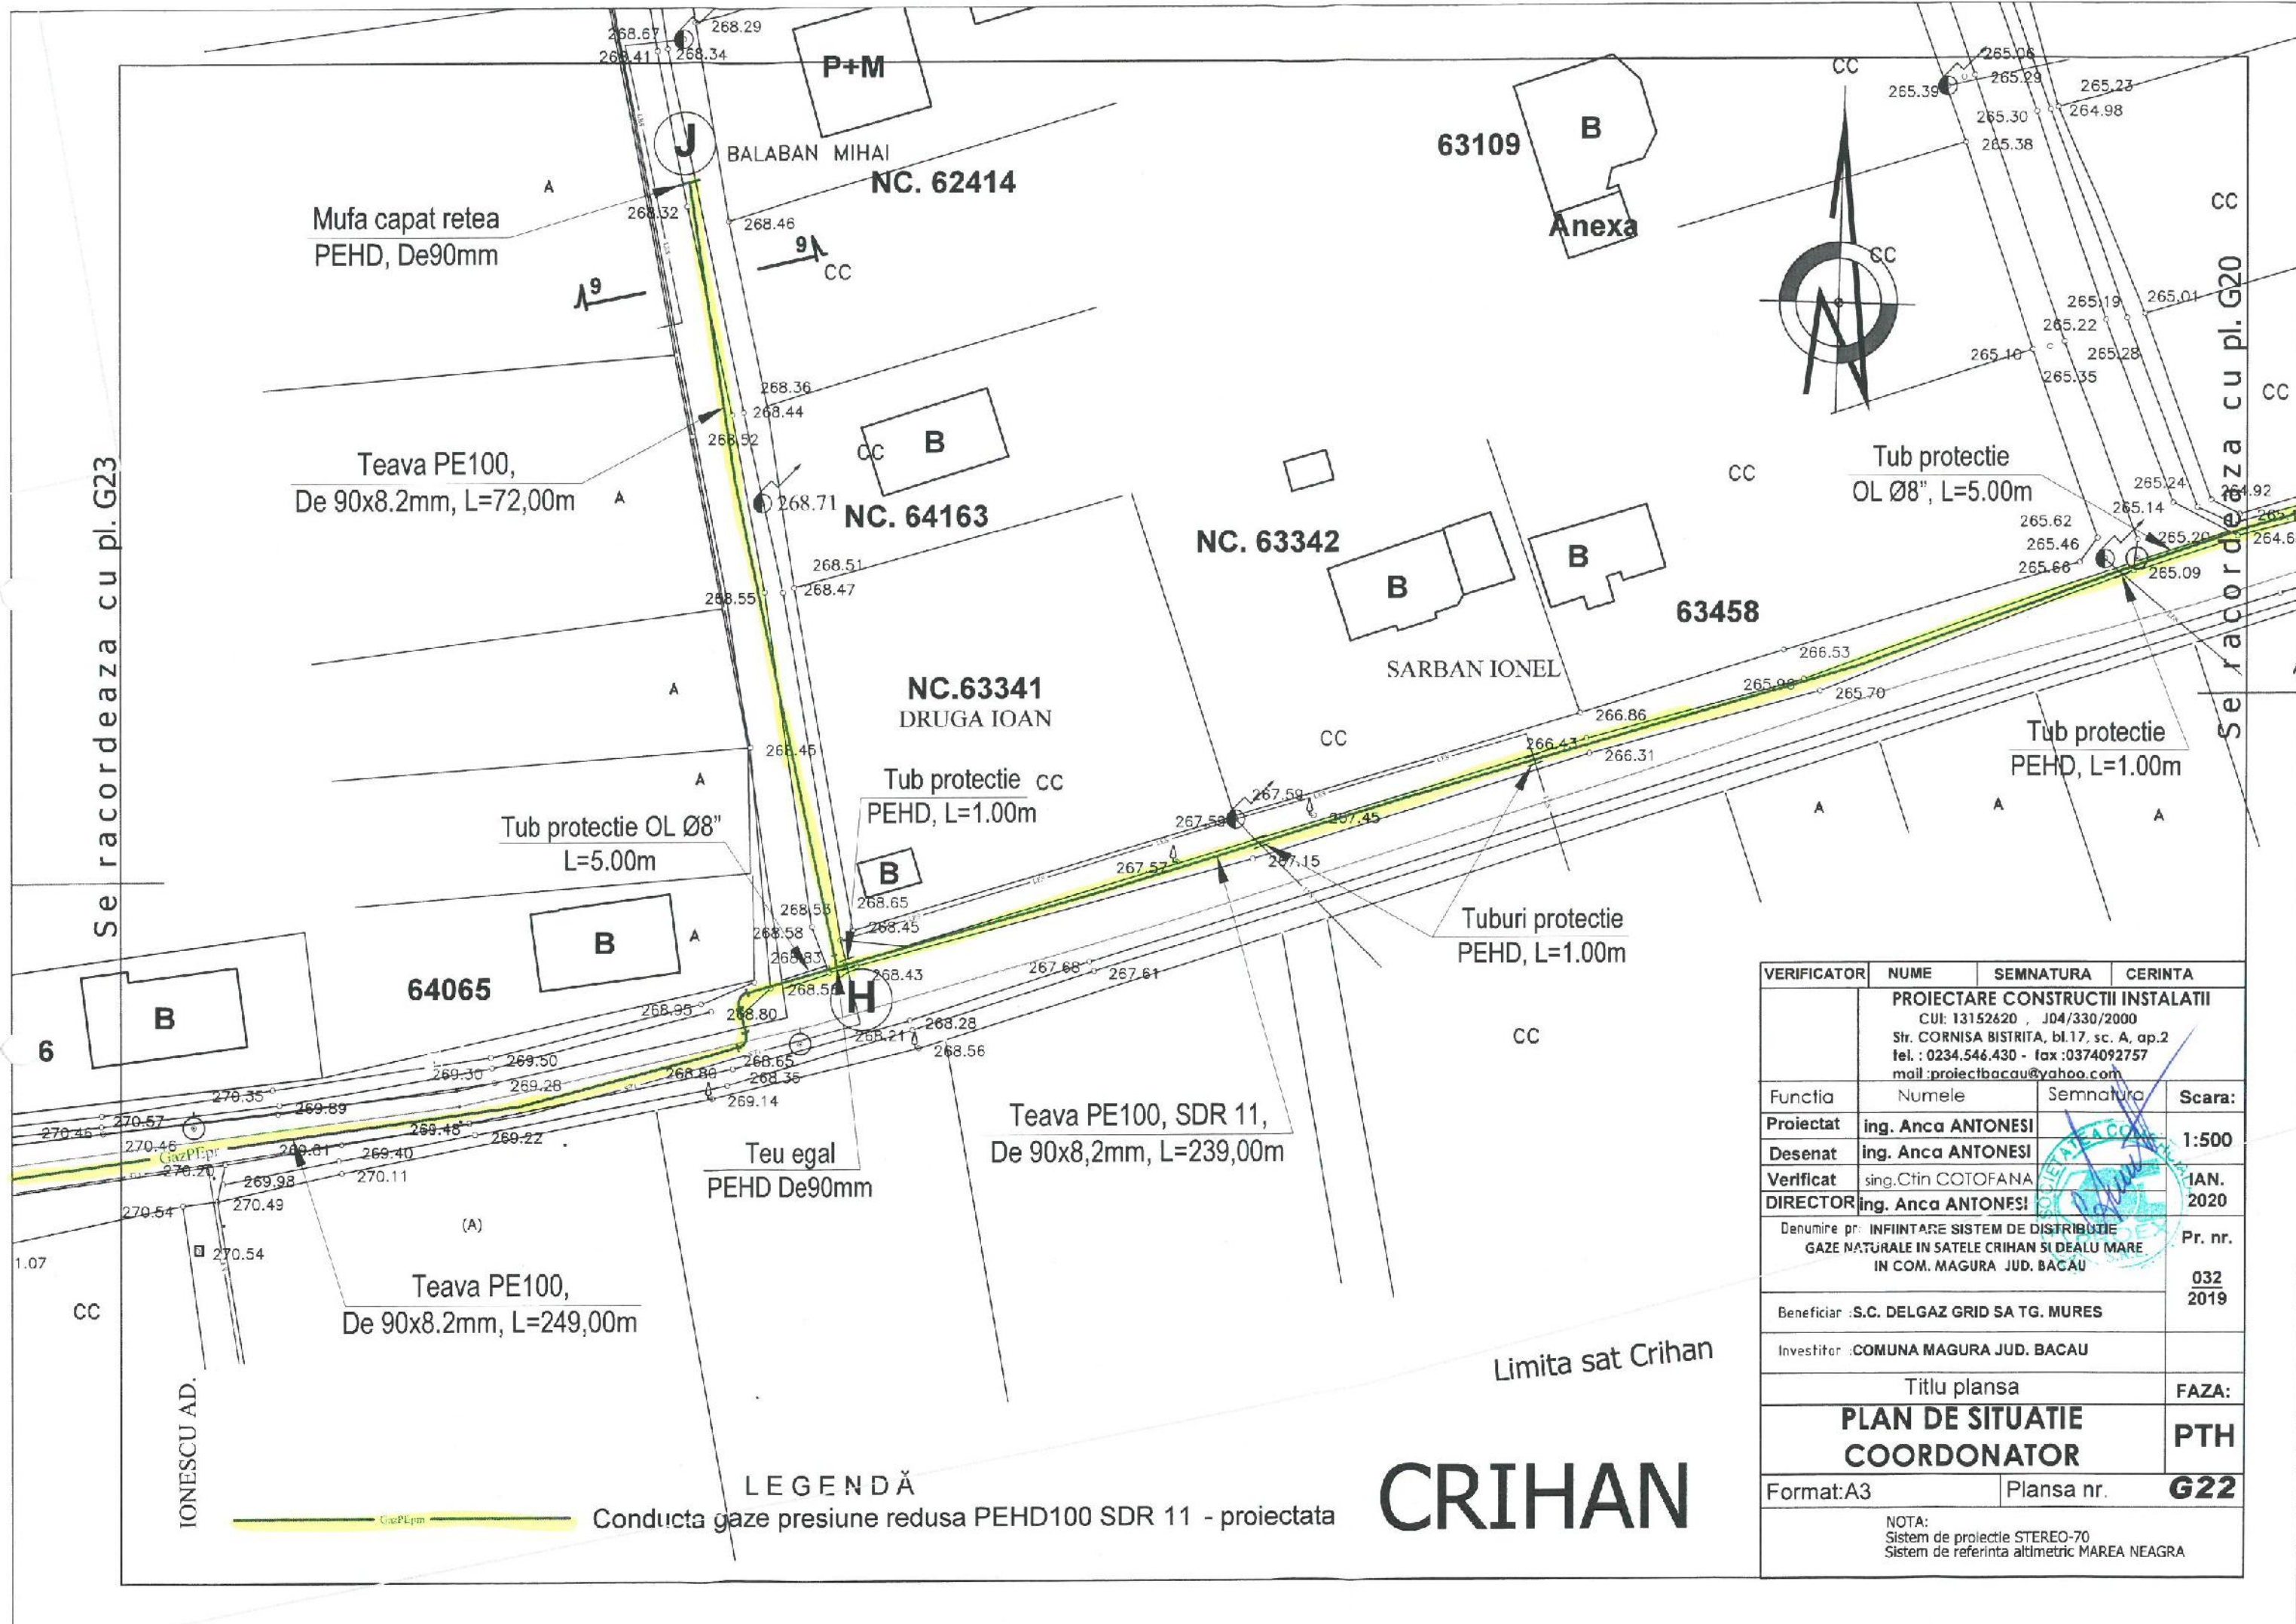 268.67
268.29
268.41
268.34
P+M
J
BALABAN MIHAI
NC. 62414
A
Mufa capat retea
PEHD, De90mm
268.32
268.46
9
9
CC
268.36
268.44
268.52
Teava PE100,
De 90x8.2mm, L=72,00m
A
CC
B
268.71
NC. 64163
268.51
268.47
268.55
Se racordeaza cu pl. G23
63109
B
Anexa
CC
CC
N
265.06
265.29
265.39
265.23
265.30
264.98
265.38
CC
265.19
265.01
265.22
265.10
265.28
265.35
CC
Se racordeaza cu pl. G20
Tub protectie
OL Ø8", L=5.00m
CC
265.24
264.92
265.14
265.62
265.46
265.20
265.66
265.09
NC. 63342
B
B
63458
SARBAN IONEL
266.53
265.98
265.70
266.86
266.43
266.31
CC
Tub protectie
PEHD, L=1.00m
A
A
A
A
NC.63341
DRUGA IOAN
268.45
A
Tub protectie CC
PEHD, L=1.00m
Tub protectie OL Ø8"
L=5.00m
B
267.59
267.59
267.45
267.57
267.15
268.65
268.53
268.58
268.45
268.83
268.43
268.56
H
Tuburi protectie
PEHD, L=1.00m
B
A
64065
B
6
268.95
268.80
267.68
267.61
268.28
268.21
268.56
268.65
268.80
268.35
269.14
CC
269.50
269.30
269.28
270.35
269.89
270.57
270.46
270.46
GazPEpr
269.81
269.48
269.22
270.20
269.40
269.98
270.11
270.54
270.49
270.54
1.07
CC
(A)
Teu egal
PEHD De90mm
Teava PE100, SDR 11,
De 90x8,2mm, L=239,00m
Teava PE100,
De 90x8.2mm, L=249,00m
IONESCU AD.
Limita sat Crihan
CRIHAN
LEGENDĂ
GazPEpm
Conducta gaze presiune redusa PEHD100 SDR 11 - proiectata
VERIFICATOR NUME SEMNATURA CERINTA
PROIECTARE CONSTRUCTII INSTALATII
CUI: 13152620 , J04/330/2000
Str. CORNISA BISTRITA, bl.17, sc. A, ap.2
tel. : 0234.546.430 - fax :0374092757
mail :proiectbacau@yahoo.com
Functia Numele Semnatura Scara:
Proiectat ing. Anca ANTONESI 1:500
Desenat ing. Anca ANTONESI
Verificat sing.Ctin COTOFANA IAN.
DIRECTOR ing. Anca ANTONESI 2020
Denumire pr: INFIINTARE SISTEM DE DISTRIBUTIE
GAZE NATURALE IN SATELE CRIHAN SI DEALU MARE
IN COM. MAGURA JUD. BACAU
Pr. nr.
032
2019
Beneficiar :S.C. DELGAZ GRID SA TG. MURES
Investitor :COMUNA MAGURA JUD. BACAU
Titlu plansa FAZA:
PLAN DE SITUATIE
COORDONATOR
PTH
Format:A3 Plansa nr. G22
NOTA:
Sistem de proiectie STEREO-70
Sistem de referinta altimetric MAREA NEAGRA